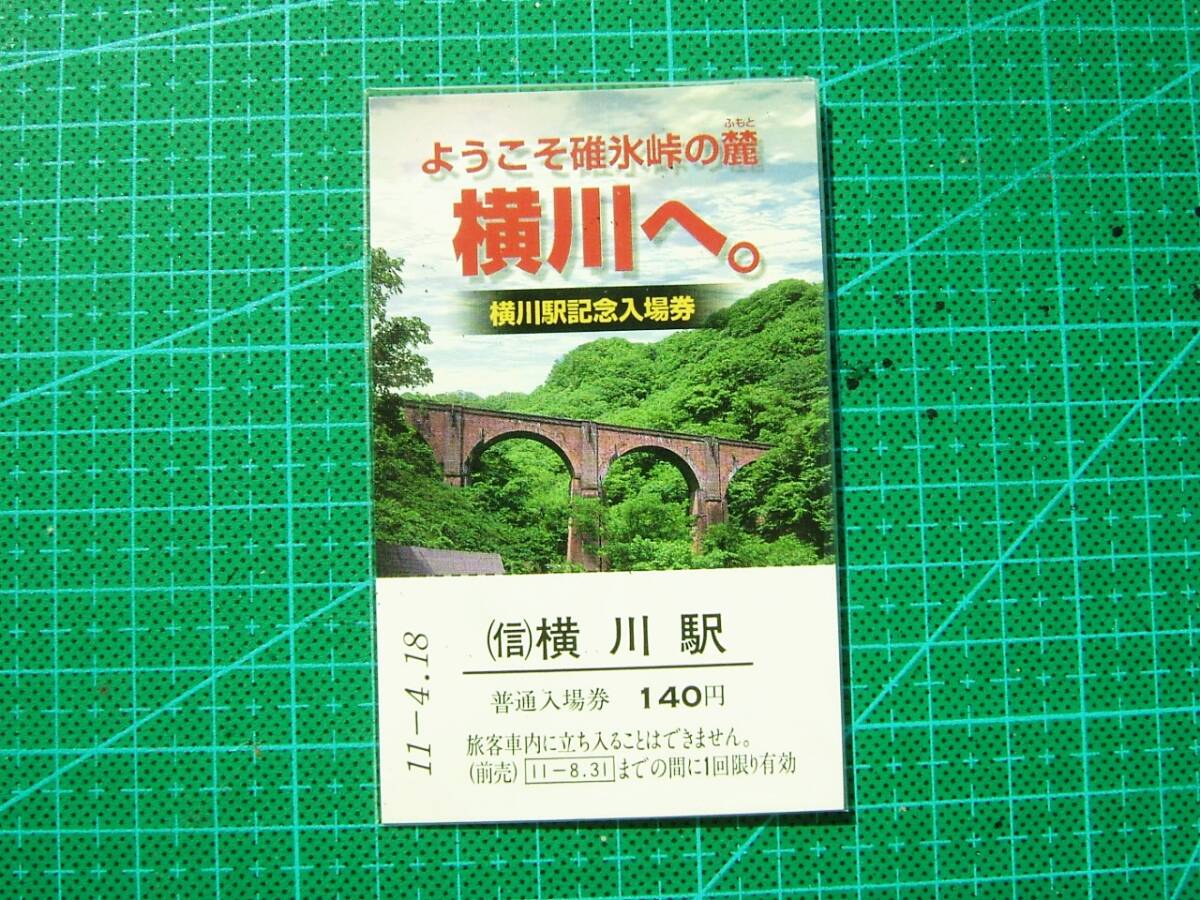 ふもと
ようこそ碓氷峠の麓
横川へ。
横川駅記念入場券
(信)横川駅
普通入場券 140円
旅客車内に立ち入ることはできません。
(前売) 11-8.31 までの間に1回限り有効
11-4.18